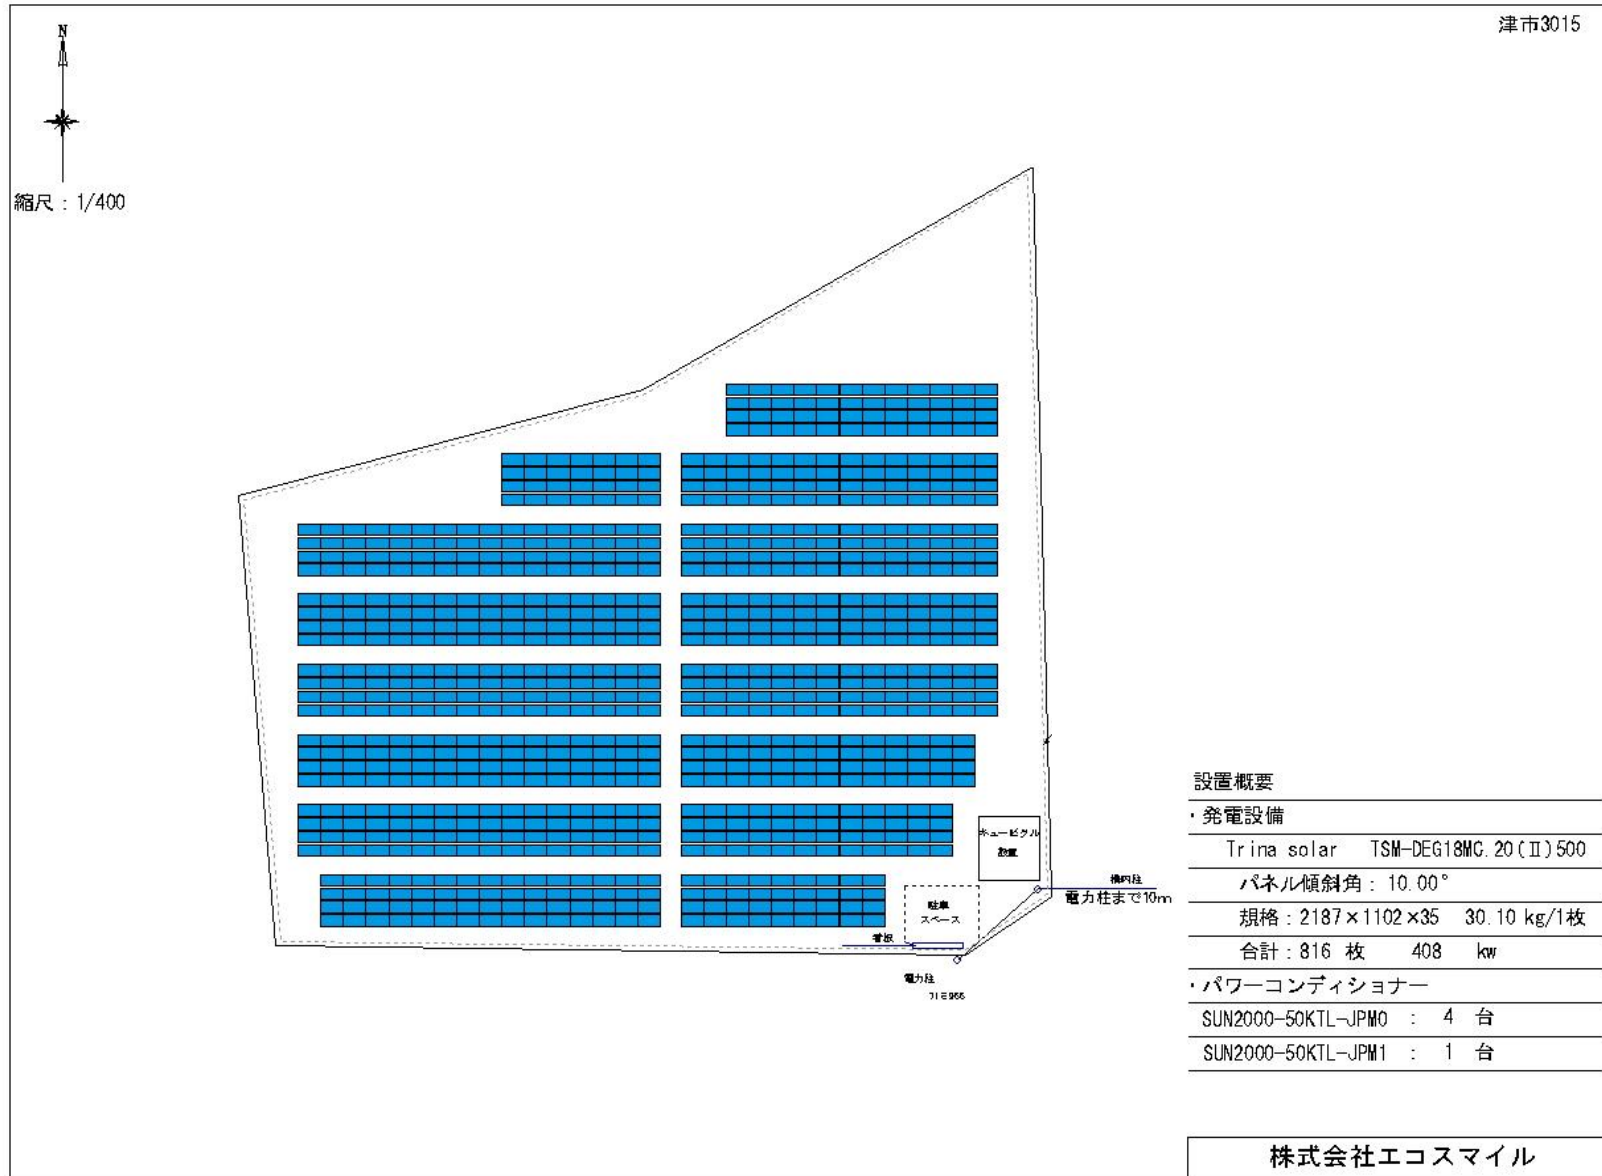 津市3015
N
縮尺：1/400
キュービクル
設置
構内柱
電力柱まで10m
駐車
スペース
看板
電力柱
設置概要
・発電設備
Trina solar TSM-DEG18MC.20(Ⅱ)500
パネル傾斜角：10.00°
規格：2187×1102×35 30.10 kg/1枚
合計：816 枚 408 kw
・パワーコンディショナー
SUN2000-50KTL-JPM0 ： 4 台
SUN2000-50KTL-JPM1 ： 1 台
株式会社エコスマイル